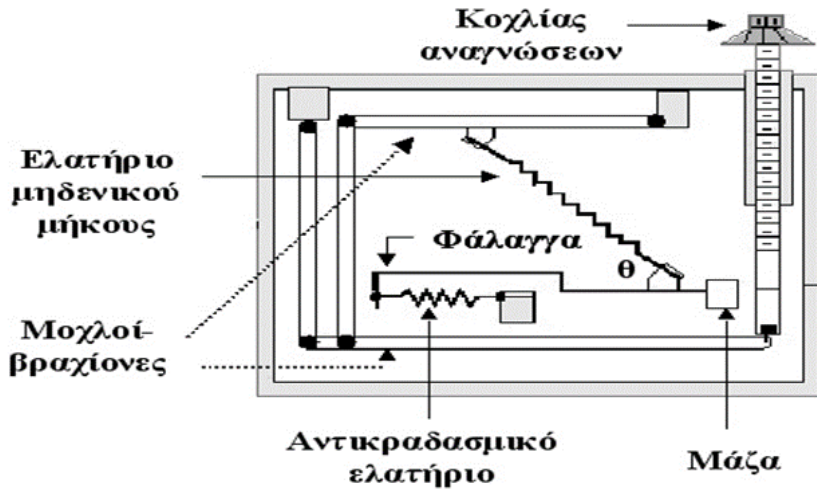 Κοχλίας
αναγνώσεων
Ελατήριο
μηδενικού
μήκους
Φάλαγγα
θ
Μοχλοί-
βραχίονες
Αντικραδασμικό
ελατήριο
Μάζα